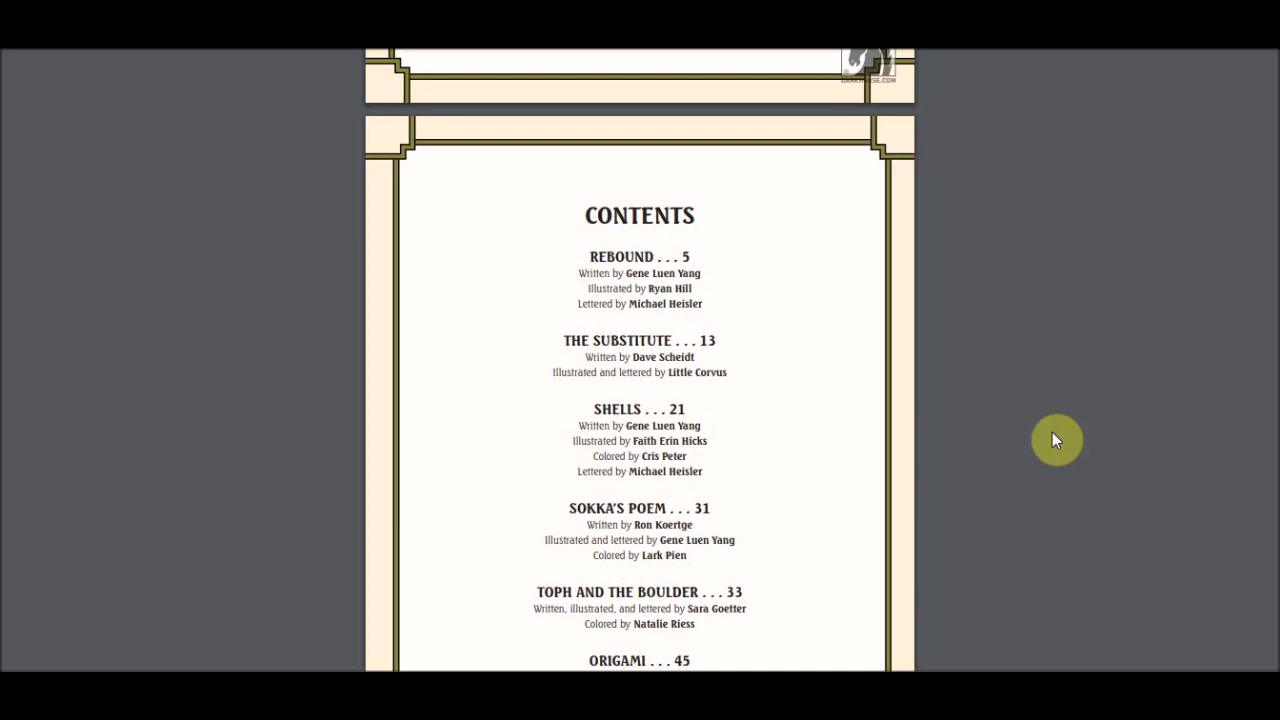 DARKHORSE.COM
CONTENTS
REBOUND . . . 5
Written by Gene Luen Yang
Illustrated by Ryan Hill
Lettered by Michael Heisler
THE SUBSTITUTE . . . 13
Written by Dave Scheidt
Illustrated and lettered by Little Corvus
SHELLS . . . 21
Written by Gene Luen Yang
Illustrated by Faith Erin Hicks
Colored by Cris Peter
Lettered by Michael Heisler
SOKKA'S POEM . . . 31
Written by Ron Koertge
Illustrated and lettered by Gene Luen Yang
Colored by Lark Pien
TOPH AND THE BOULDER . . . 33
Written, illustrated, and lettered by Sara Goetter
Colored by Natalie Riess
ORIGAMI . . . 45